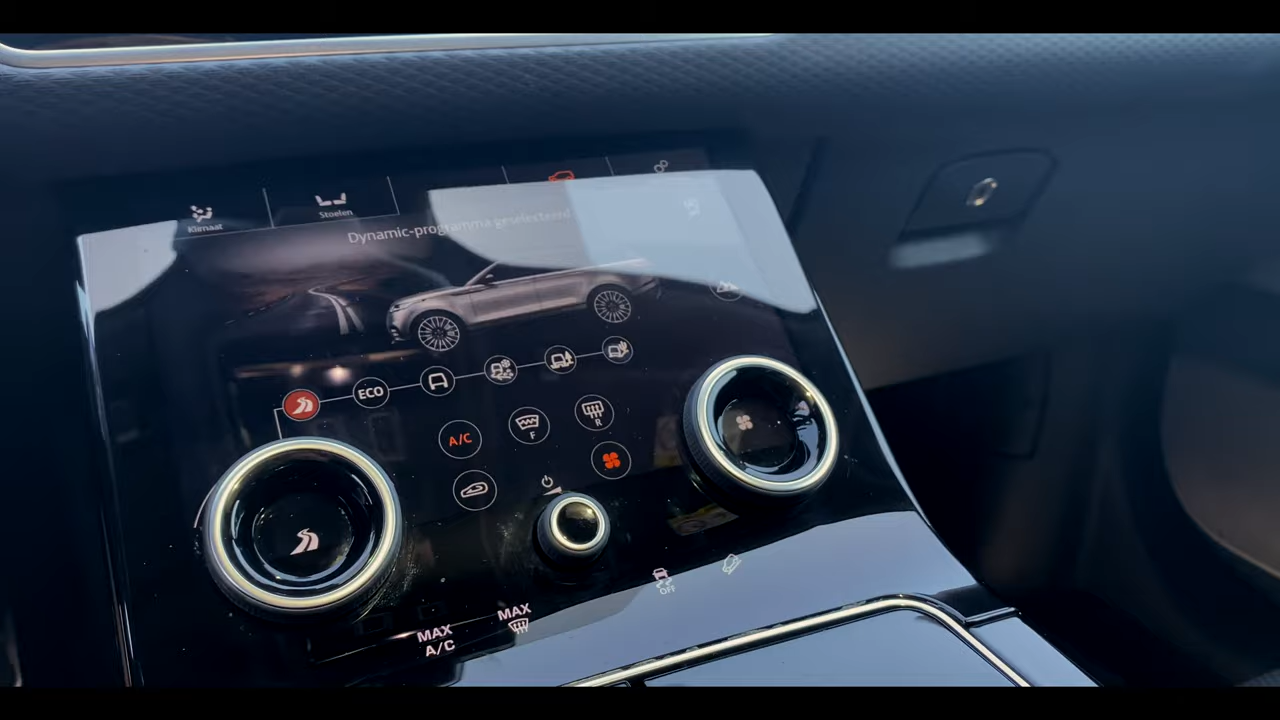 Klimaat
Stoelen
Dynamic-programma geselecteerd
ECO
A/C
F
R
OFF
MAX
MAX
A/C